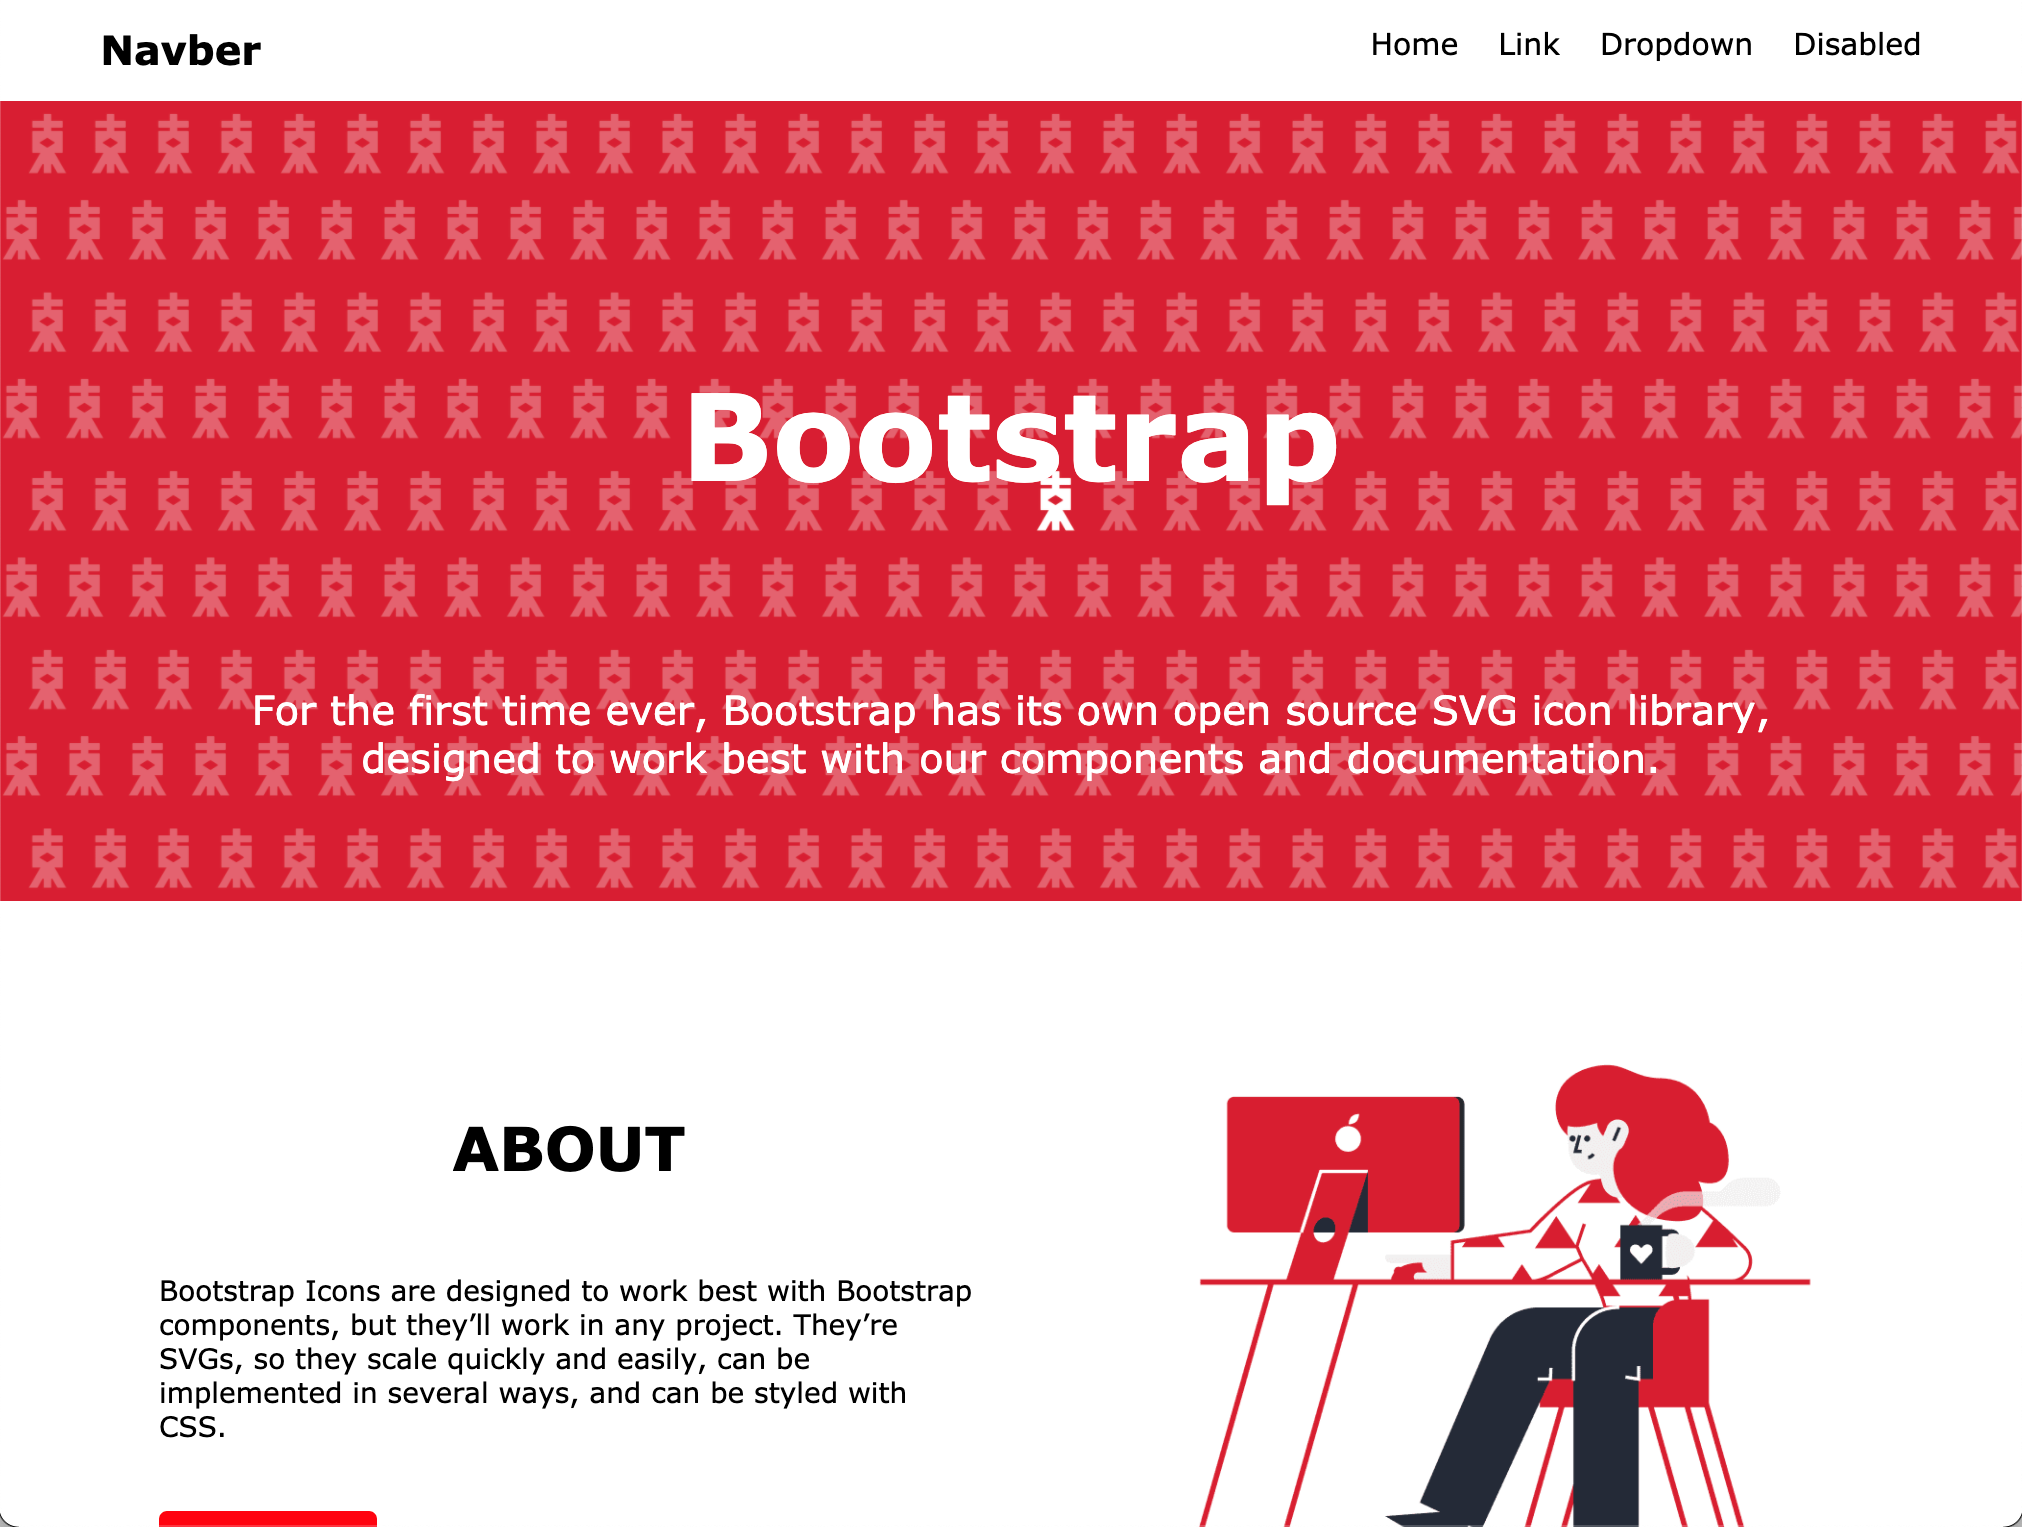 Navber
Home Link Dropdown Disabled
Bootstrap
For the first time ever, Bootstrap has its own open source SVG icon library,
designed to work best with our components and documentation.
ABOUT
Bootstrap Icons are designed to work best with Bootstrap
components, but they’ll work in any project. They’re
SVGs, so they scale quickly and easily, can be
implemented in several ways, and can be styled with
CSS.